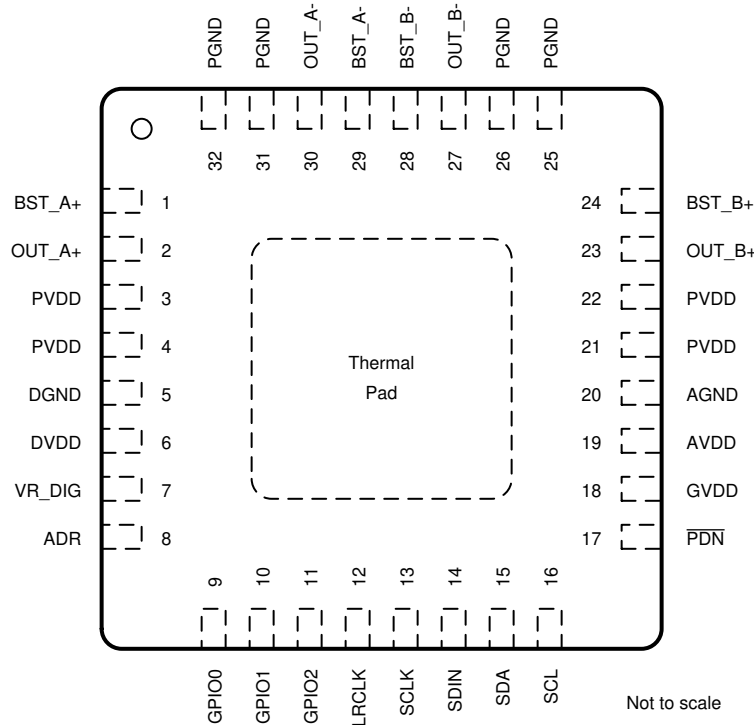 PGND
PGND
OUT_A-
BST_A-
BST_B-
OUT_B-
PGND
PGND
32
31
30
29
28
27
26
25
BST_A+ 1
OUT_A+ 2
PVDD 3
PVDD 4
DGND 5
DVDD 6
VR_DIG 7
ADR 8
Thermal
Pad
24 BST_B+
23 OUT_B+
22 PVDD
21 PVDD
20 AGND
19 AVDD
18 GVDD
17 PDN
9
10
11
12
13
14
15
16
GPIO0
GPIO1
GPIO2
LRCLK
SCLK
SDIN
SDA
SCL
Not to scale